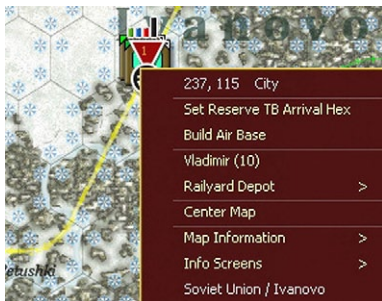 Ivanovo
1
237, 115 City
Set Reserve TB Arrival Hex
Build Air Base
Vladimir (10)
Railyard Depot >
Center Map
Map Information >
Info Screens >
Petushki
Soviet Union / Ivanovo